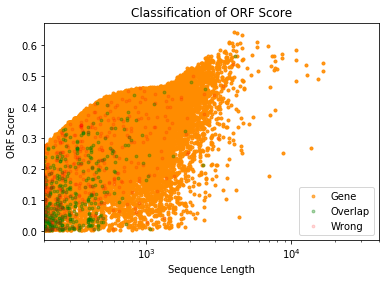 Classification of ORF Score
ORF Score
0.6
0.5
0.4
0.3
0.2
0.1
0.0
10³
10⁴
Sequence Length
Gene
Overlap
Wrong